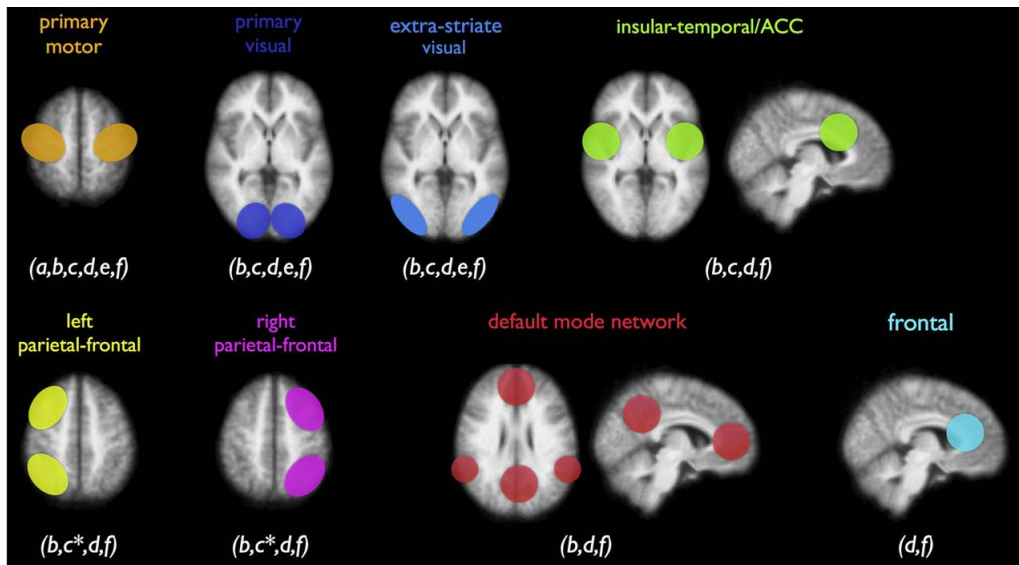 primary
motor
primary
visual
extra-striate
visual
insular-temporal/ACC
(a,b,c,d,e,f)
(b,c,d,e,f)
(b,c,d,e,f)
(b,c,d,f)
left
parietal-frontal
right
parietal-frontal
default mode network
frontal
(b,c*,d,f)
(b,c*,d,f)
(b,d,f)
(d,f)